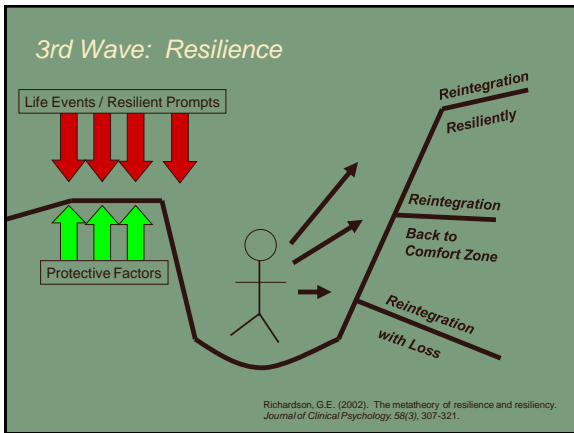 3rd Wave: Resilience
Life Events / Resilient Prompts
Protective Factors
Reintegration
Resiliently
Reintegration
Back to
Comfort Zone
Reintegration
with Loss
Richardson, G.E. (2002). The metatheory of resilience and resiliency.
Journal of Clinical Psychology. 58(3), 307-321.